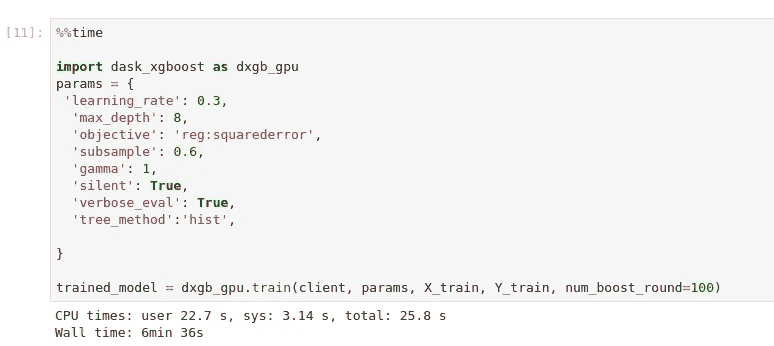 [11]: %%time
import dask_xgboost as dxgb_gpu
params = {
'learning_rate': 0.3,
'max_depth': 8,
'objective': 'reg:squarederror',
'subsample': 0.6,
'gamma': 1,
'silent': True,
'verbose_eval': True,
'tree_method':'hist',
}
trained_model = dxgb_gpu.train(client, params, X_train, Y_train, num_boost_round=100)
CPU times: user 22.7 s, sys: 3.14 s, total: 25.8 s
Wall time: 6min 36s